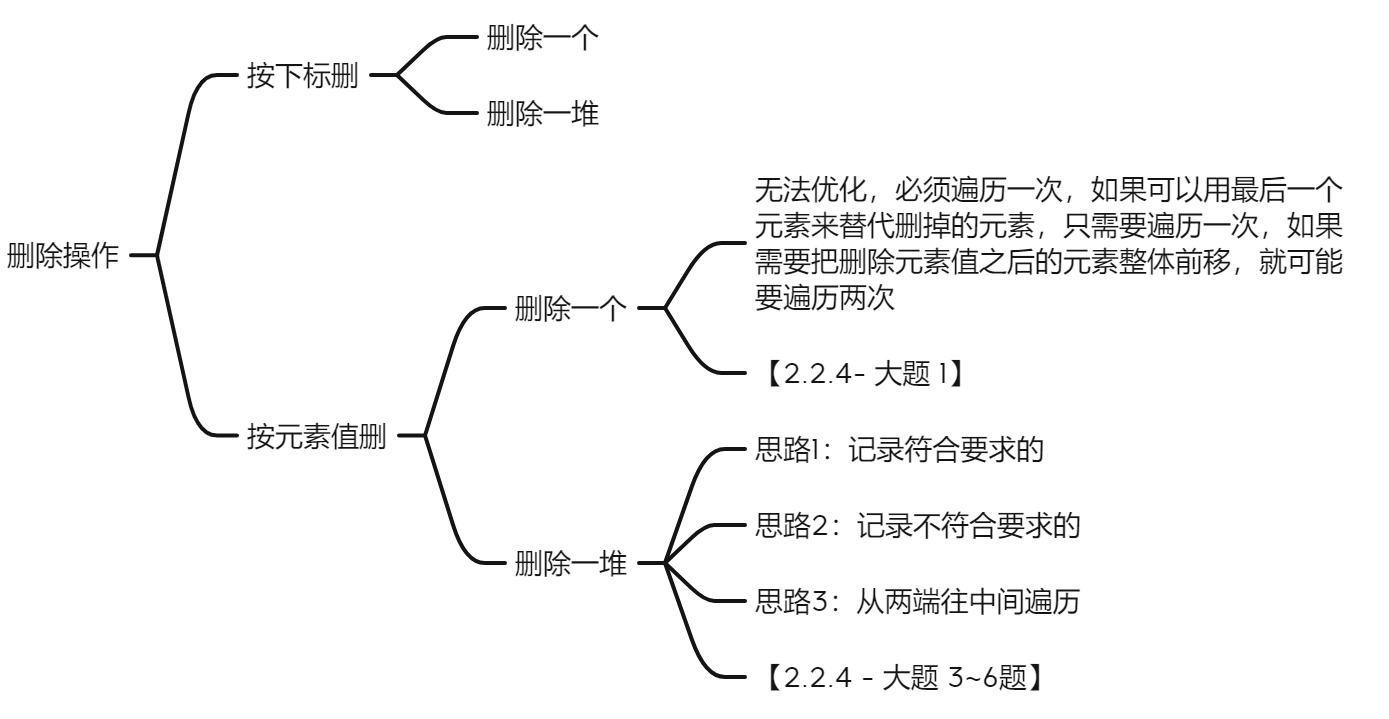 删除操作
按下标删
删除一个
删除一堆
按元素值删
删除一个
无法优化，必须遍历一次，如果可以用最后一个
元素来替代删掉的元素，只需要遍历一次，如果
需要把删除元素值之后的元素整体前移，就可能
要遍历两次
【2.2.4- 大题 1】
删除一堆
思路1：记录符合要求的
思路2：记录不符合要求的
思路3：从两端往中间遍历
【2.2.4 - 大题 3~6题】